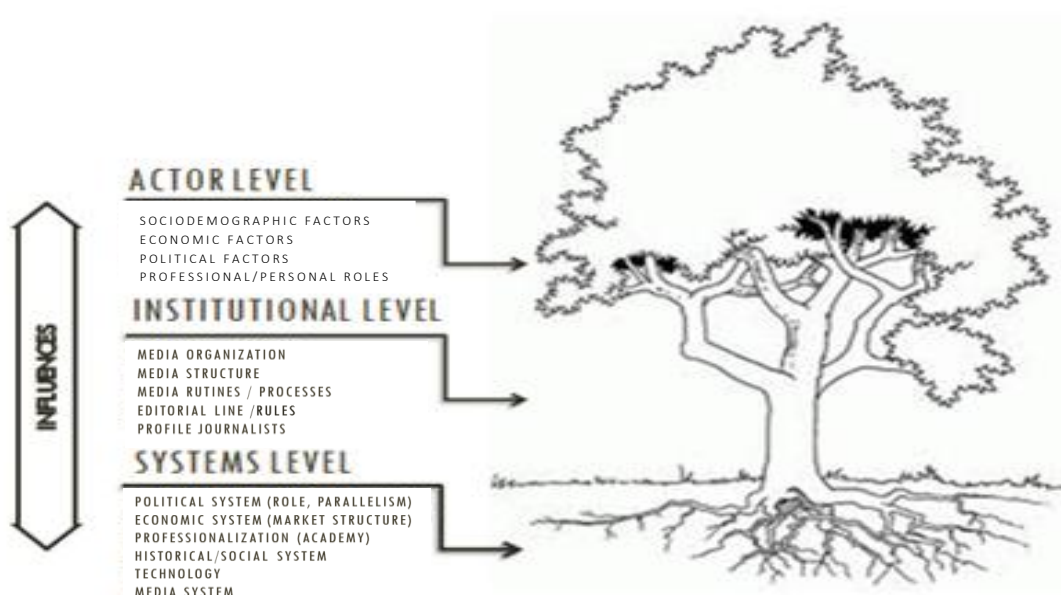 ACTOR LEVEL
SOCIODEMOGRAPHIC FACTORS
ECONOMIC FACTORS
POLITICAL FACTORS
PROFESSIONAL/PERSONAL ROLES
INSTITUTIONAL LEVEL
MEDIA ORGANIZATION
MEDIA STRUCTURE
MEDIA RUTINES / PROCESSES
EDITORIAL LINE /RULES
PROFILE JOURNALISTS
INFLUENCES
SYSTEMS LEVEL
POLITICAL SYSTEM (ROLE, PARALLELISM)
ECONOMIC SYSTEM (MARKET STRUCTURE)
PROFESSIONALIZATION (ACADEMY)
HISTORICAL/SOCIAL SYSTEM
TECHNOLOGY
MEDIA SYSTEM